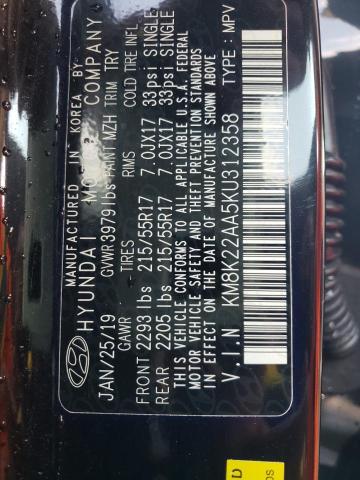 MANUFACTURED IN KOREA BY
HYUNDAI MOTOR COMPANY
JAN/25/19 GVWR 3979 lbs PAINT MZH TRIM TRY
GAWR TIRES RIMS COLD TIRE INFL.
FRONT 2293 lbs 215/55R17 7.0JX17 33psi SINGLE
REAR 2205 lbs 215/55R17 7.0JX17 33psi SINGLE
THIS VEHICLE CONFORMS TO ALL APPLICABLE U.S.A. FEDERAL
MOTOR VEHICLE SAFETY AND THEFT PREVENTION STANDARDS
IN EFFECT ON THE DATE OF MANUFACTURE SHOWN ABOVE.
V.I.N : KM8K22AA5KU312358 TYPE : MPV
D